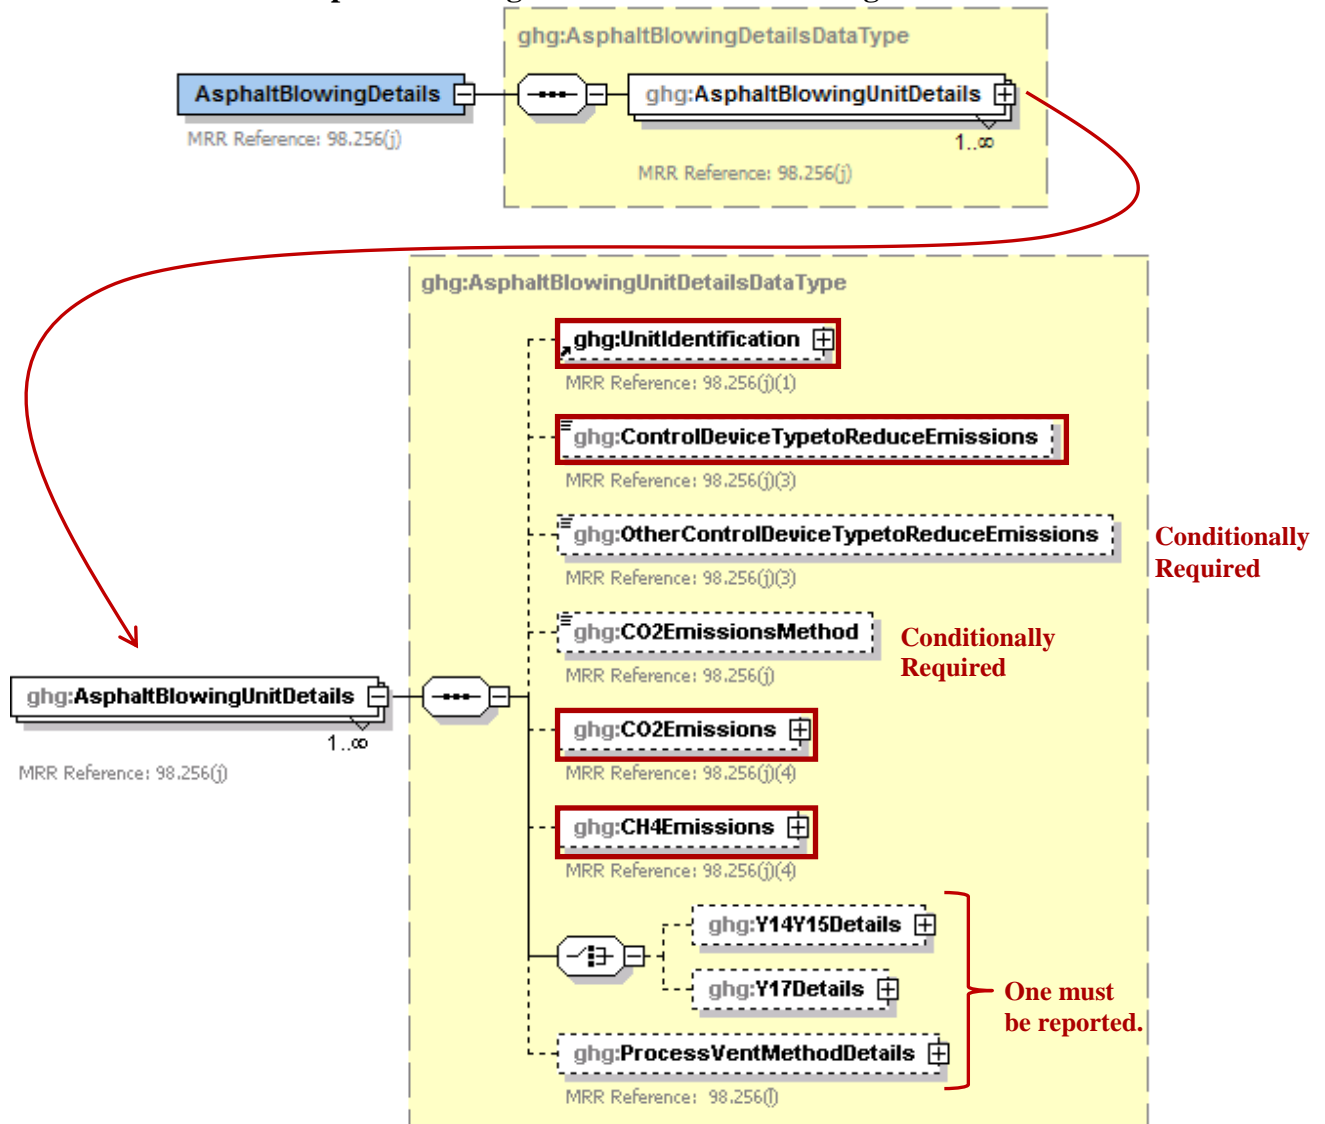 ghg:AsphaltBlowingDetailsDataType
AsphaltBlowingDetails
ghg:AsphaltBlowingUnitDetails
MRR Reference: 98.256(j)
1..∞
MRR Reference: 98.256(j)
ghg:AsphaltBlowingUnitDetailsDataType
ghg:UnitIdentification
MRR Reference: 98.256(j)(1)
ghg:ControlDeviceTypetoReduceEmissions
MRR Reference: 98.256(j)(3)
ghg:OtherControlDeviceTypetoReduceEmissions
Conditionally
Required
MRR Reference: 98.256(j)(3)
ghg:CO2EmissionsMethod
Conditionally
Required
MRR Reference: 98.256(j)
ghg:AsphaltBlowingUnitDetails
1..∞
MRR Reference: 98.256(j)
ghg:CO2Emissions
MRR Reference: 98.256(j)(4)
ghg:CH4Emissions
MRR Reference: 98.256(j)(4)
ghg:Y14Y15Details
ghg:Y17Details
One must
be reported.
ghg:ProcessVentMethodDetails
MRR Reference: 98.256(l)